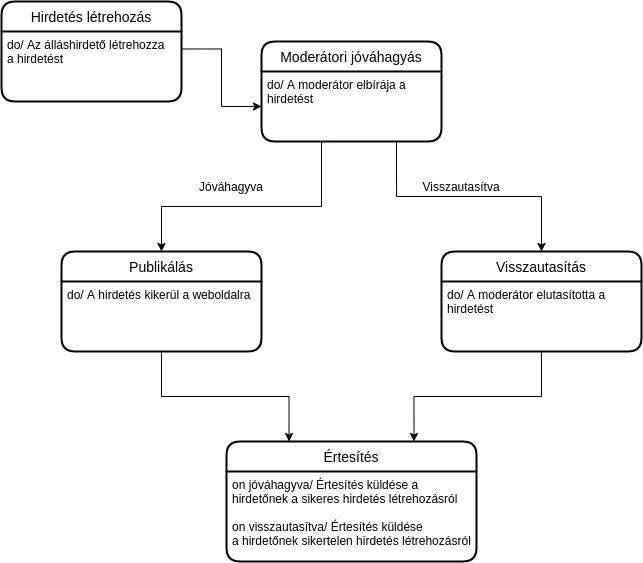 Hirdetés létrehozás
do/ Az álláshirdető létrehozza
a hirdetést
Moderátori jóváhagyás
do/ A moderátor elbírája a
hirdetést
Jóváhagyva
Visszautasítva
Publikálás
do/ A hirdetés kikerül a weboldalra
Visszautasítás
do/ A moderátor elutasította a
hirdetést
Értesítés
on jóváhagyva/ Értesítés küldése a
hirdetőnek a sikeres hirdetés létrehozásról
on visszautasítva/ Értesítés küldése
a hirdetőnek sikertelen hirdetés létrehozásról